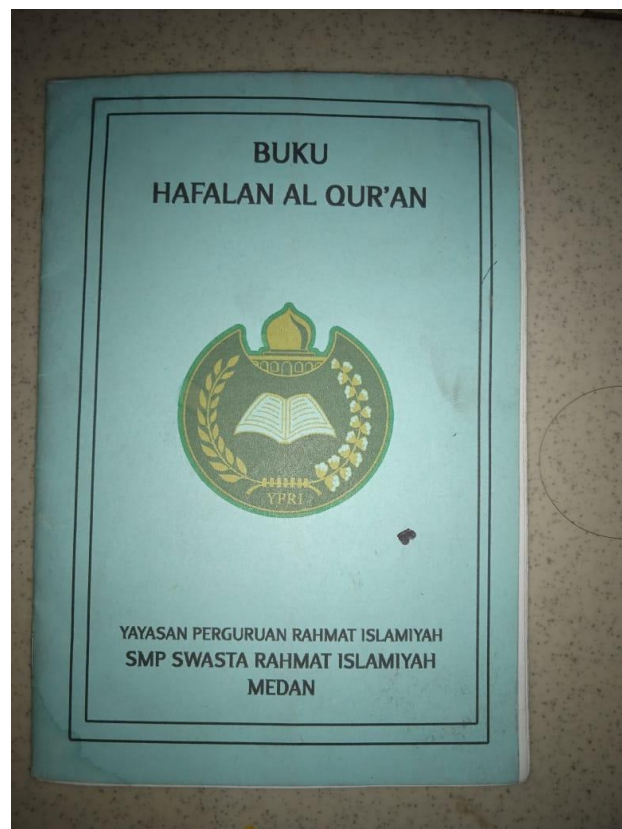 BUKU
HAFALAN AL QUR'AN
YPRI
YAYASAN PERGURUAN RAHMAT ISLAMIYAH
SMP SWASTA RAHMAT ISLAMIYAH
MEDAN